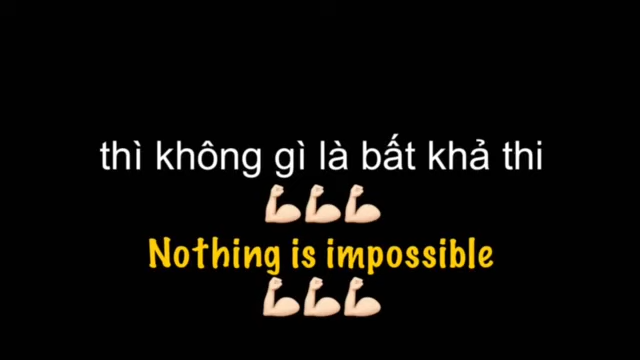 thì không gì là bất khả thi
💪🏻💪🏻💪🏻
Nothing is impossible
💪🏻💪🏻💪🏻